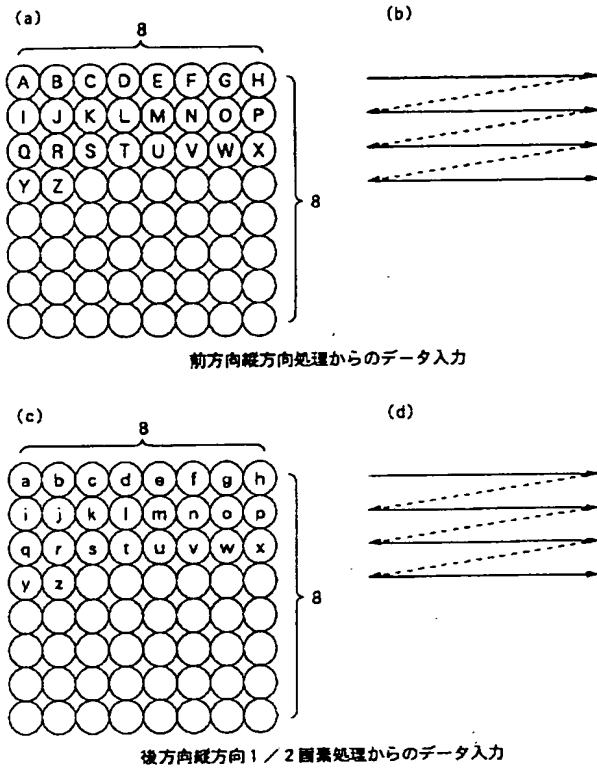 (a)
(b)
8
A B C D E F G H
I J K L M N O P
Q R S T U V W X
Y Z
8
前方向縦方向処理からのデータ入力
(c)
(d)
8
a b c d e f g h
i j k l m n o p
q r s t u v w x
y z
8
後方向縦方向1/2画素処理からのデータ入力